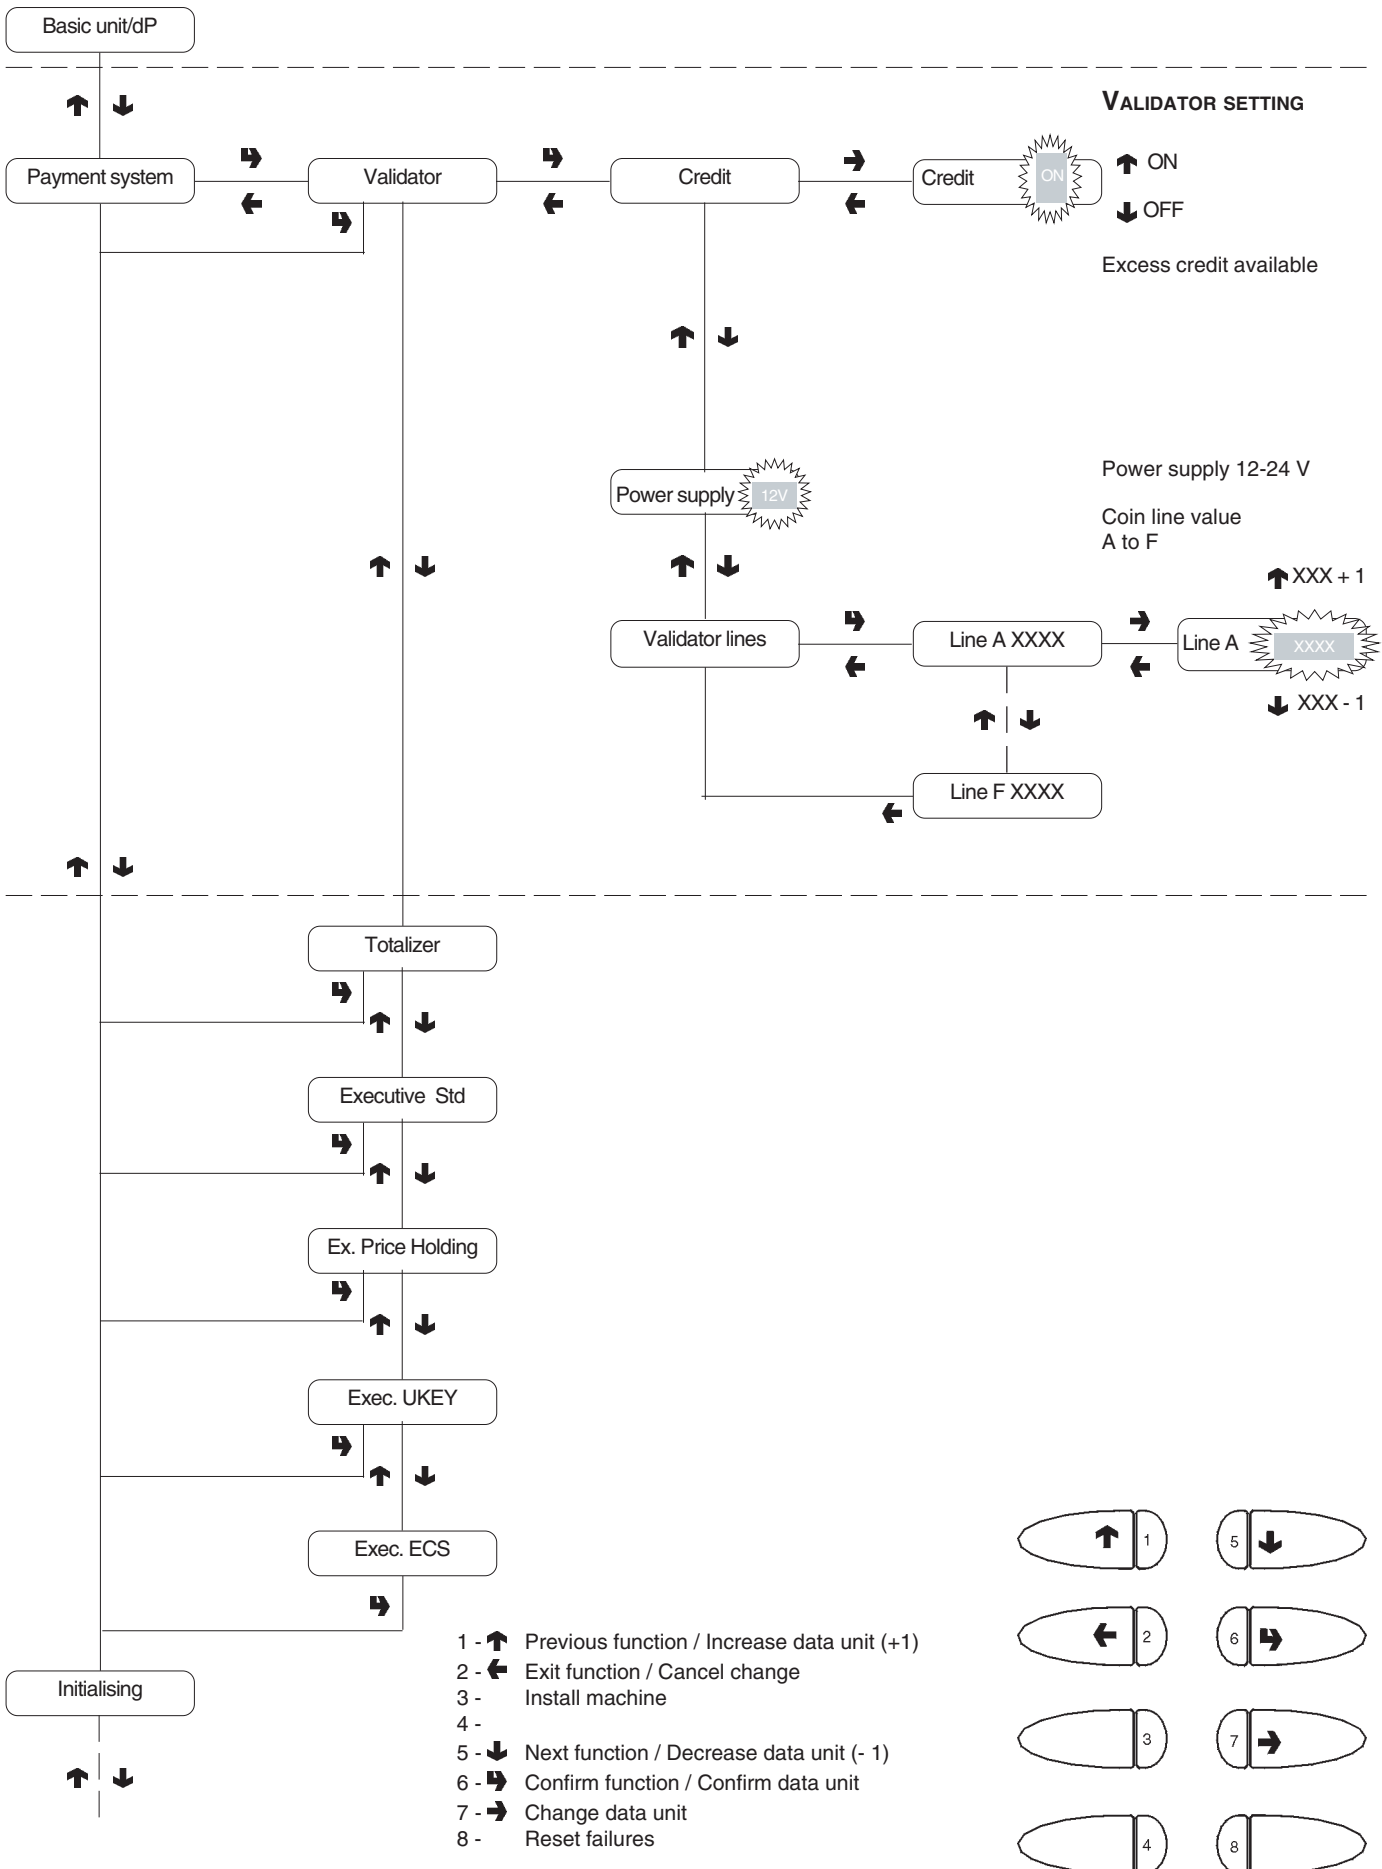 Basic unit/dP
VALIDATOR SETTING
Payment system
Validator
Credit
Credit ON
ON
OFF
Excess credit available
Power supply 12V
Power supply 12-24 V
Coin line value
A to F
XXX + 1
Validator lines
Line A XXXX
Line A XXXX
XXX - 1
Line F XXXX
Totalizer
Executive Std
Ex. Price Holding
Exec. UKEY
Exec. ECS
Initialising
1 - Previous function / Increase data unit (+1)
2 - Exit function / Cancel change
3 - Install machine
4 -
5 - Next function / Decrease data unit (- 1)
6 - Confirm function / Confirm data unit
7 - Change data unit
8 - Reset failures
1 5
2 6
3 7
4 8